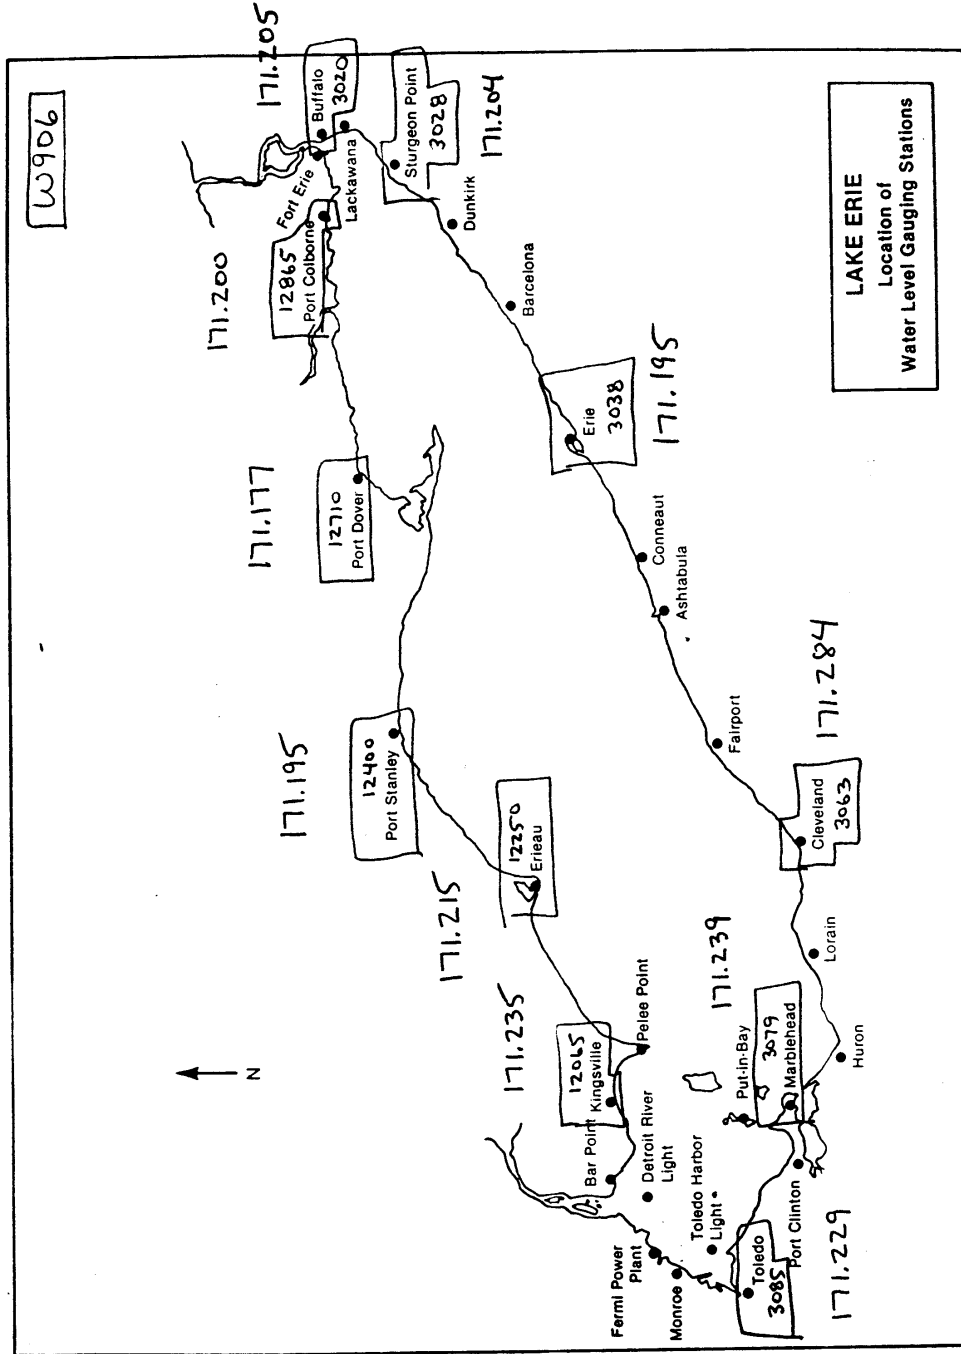 W906
171.205
Buffalo
3020
Fort Erie
Lackawana
171.200
12865
Port Colborne
Sturgeon Point
3028
171.204
Dunkirk
Barcelona
171.177
12710
Port Dover
Erie
3038
171.195
Conneaut
Ashtabula
171.195
12400
Port Stanley
Fairport
171.284
Cleveland
3063
171.215
12250
Erieau
Lorain
171.235
12065
Kingsville
Pelee Point
171.239
Put-in-Bay
3079
Marblehead
Huron
Bar Point
Detroit River
Light
Toledo Harbor
Light
Port Clinton
171.229
Fermi Power
Plant
Monroe
Toledo
3085
N
LAKE ERIE
Location of
Water Level Gauging Stations